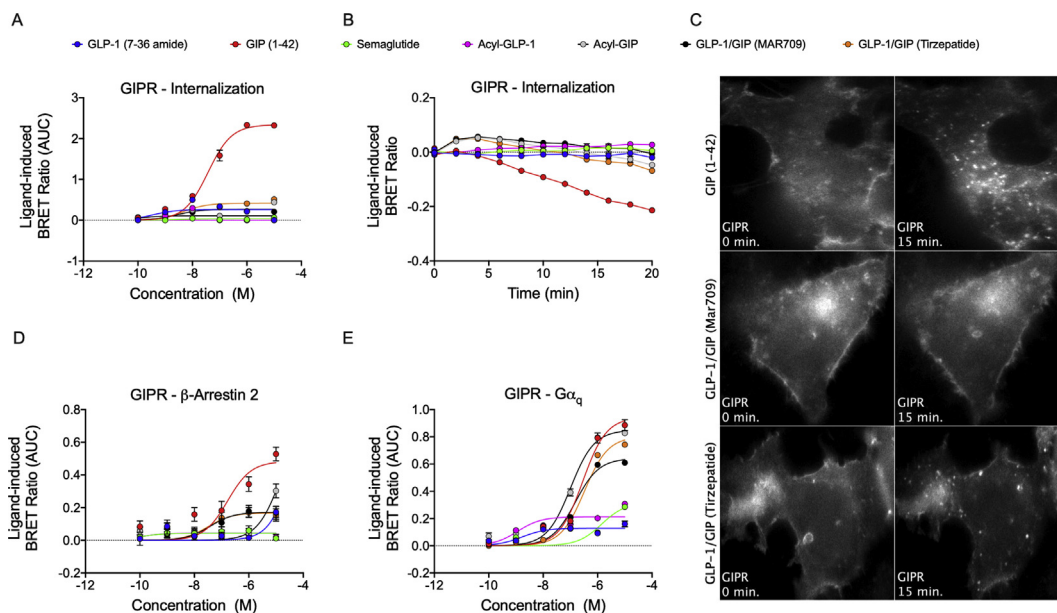 A
B
C
GLP-1 (7-36 amide)
GIP (1-42)
Semaglutide
Acyl-GLP-1
Acyl-GIP
GLP-1/GIP (MAR709)
GLP-1/GIP (Tirzepatide)
GIPR - Internalization
Ligand-induced
BRET Ratio (AUC)
3
2
1
0
-1
-12
-10
-8
-6
-4
Concentration (M)
GIPR - Internalization
Ligand-induced
BRET Ratio
0.2
0.0
-0.2
-0.4
0
5
10
15
20
Time (min)
GIP (1-42)
GIPR
0 min.
GIPR
15 min.
GLP-1/GIP (Mar709)
GIPR
0 min.
GIPR
15 min.
GLP-1/GIP (Tirzepatide)
GIPR
0 min.
GIPR
15 min.
D
GIPR - β-Arrestin 2
Ligand-induced
BRET Ratio (AUC)
0.8
0.6
0.4
0.2
0.0
-0.2
-12
-10
-8
-6
-4
Concentration (M)
E
GIPR - Gαq
Ligand-induced
BRET Ratio (AUC)
1.0
0.8
0.6
0.4
0.2
0.0
-0.2
-12
-10
-8
-6
-4
Concentration (M)